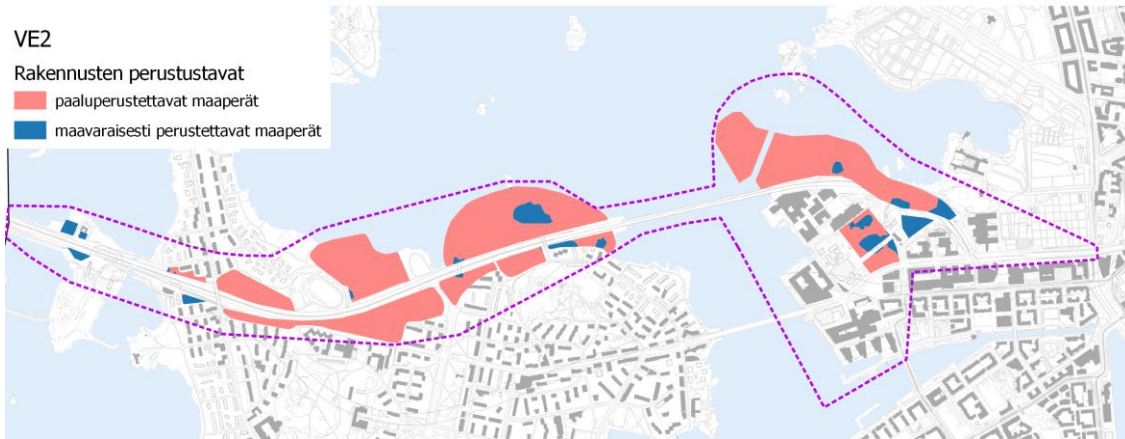 VE2
Rakennusten perustustavat
paaluperustettavat maaperät
maavaraisesti perustettavat maaperät